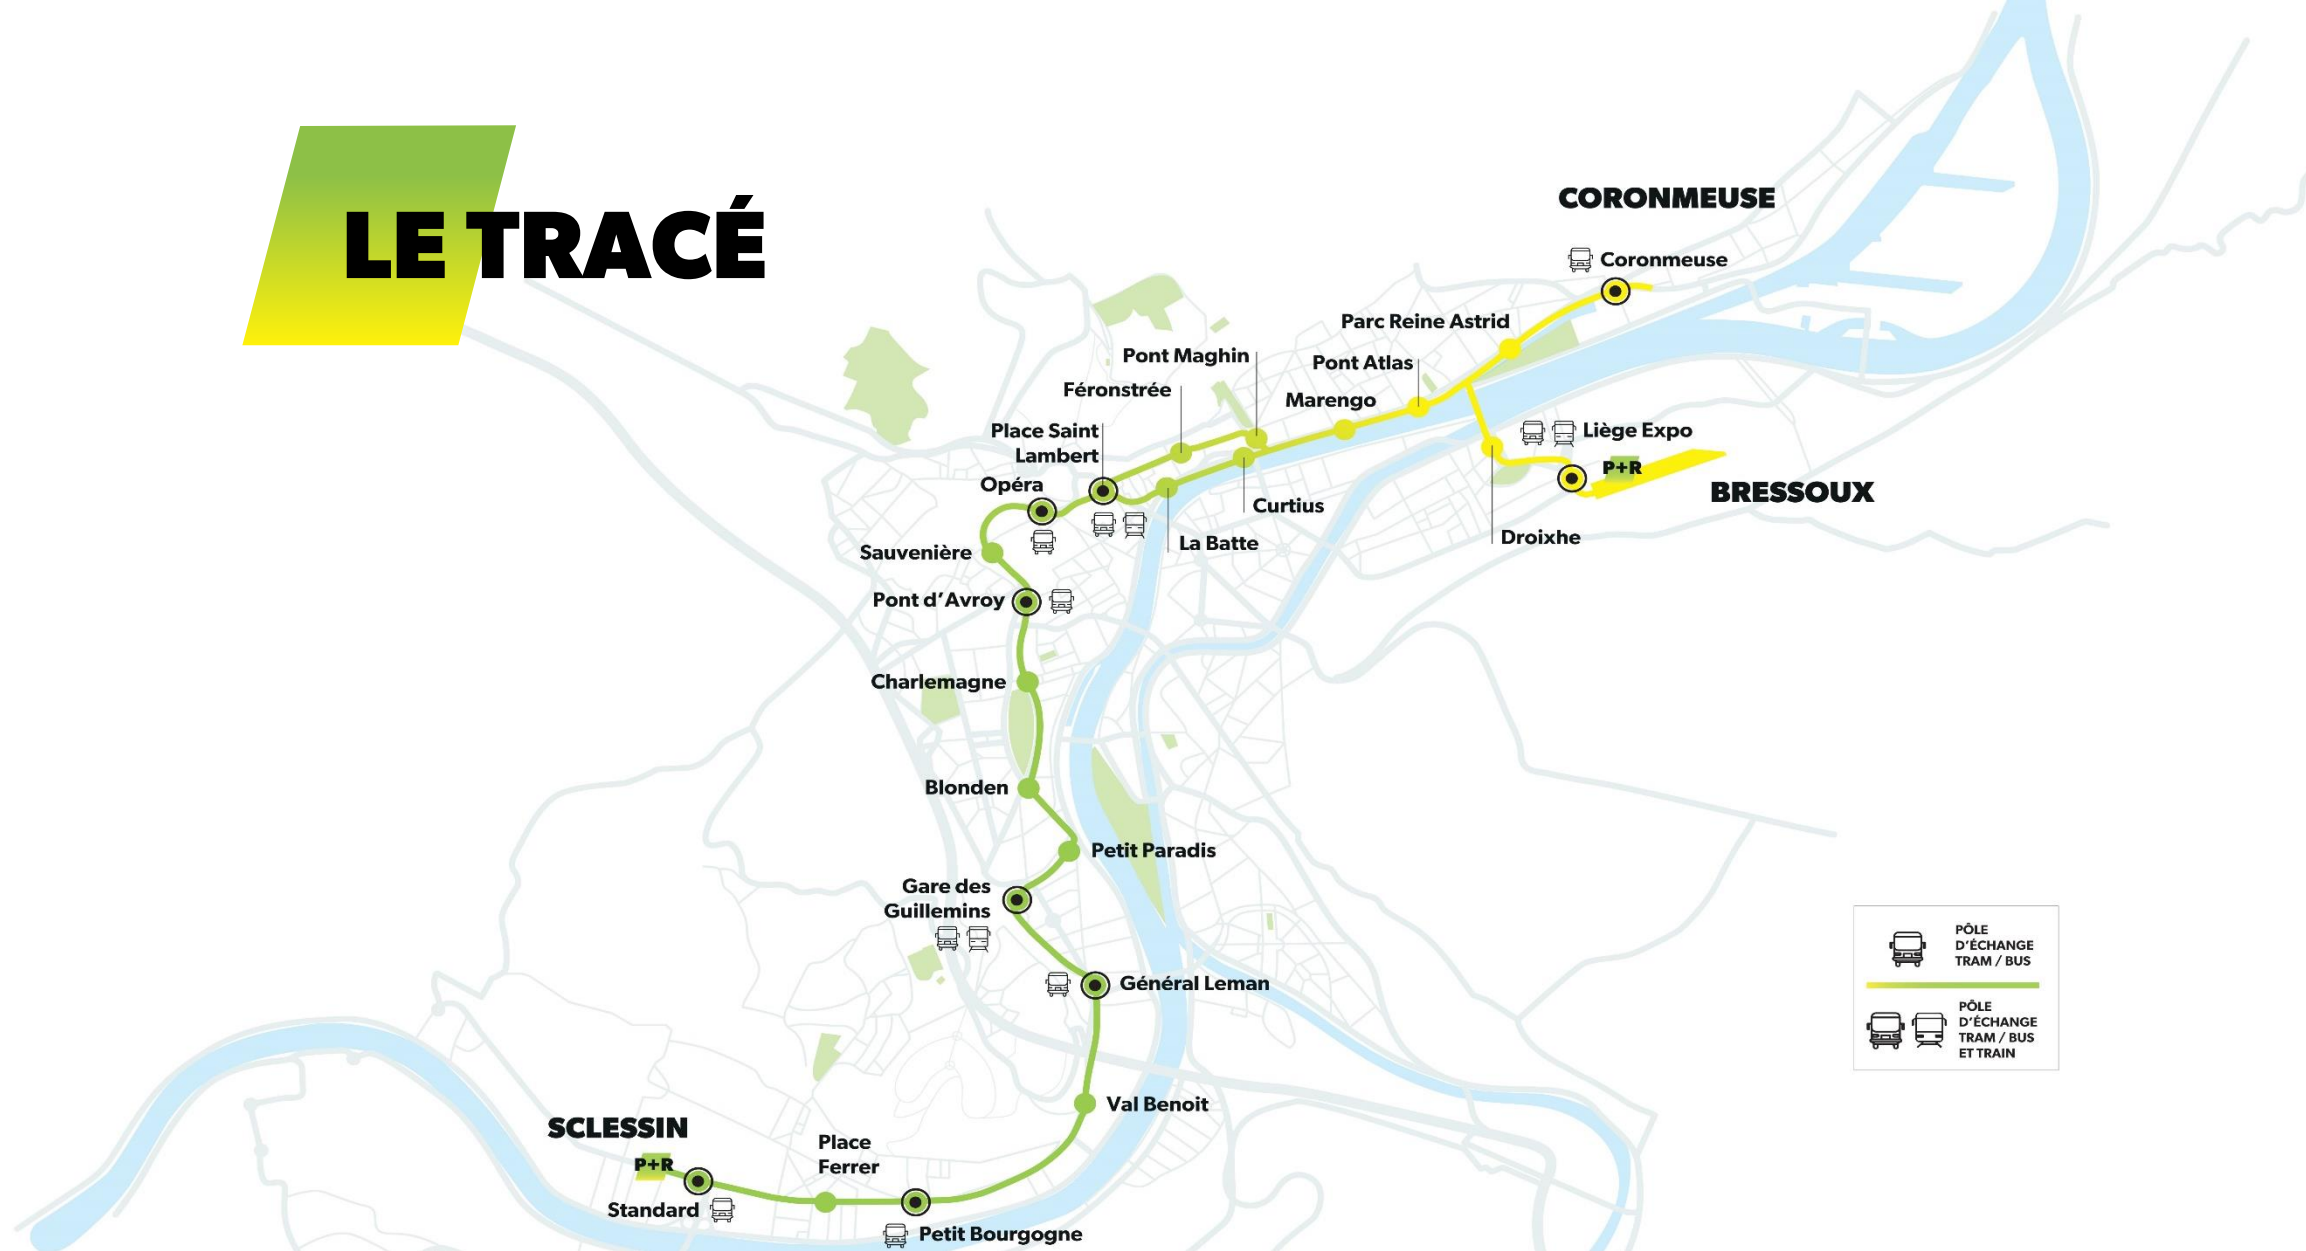 LE TRACÉ
CORONMEUSE
Coronmeuse
Parc Reine Astrid
Pont Maghin
Pont Atlas
Féronstrée
Marengo
Place Saint
Lambert
Liège Expo
P+R
BRESSOUX
Opéra
Curtius
Droixhe
La Batte
Sauvenière
Pont d'Avroy
Charlemagne
Blonden
Petit Paradis
Gare des
Guillemins
Général Leman
Val Benoit
SCLESSIN
P+R
Place
Ferrer
Standard
Petit Bourgogne
PÔLE
D'ÉCHANGE
TRAM / BUS
PÔLE
D'ÉCHANGE
TRAM / BUS
ET TRAIN